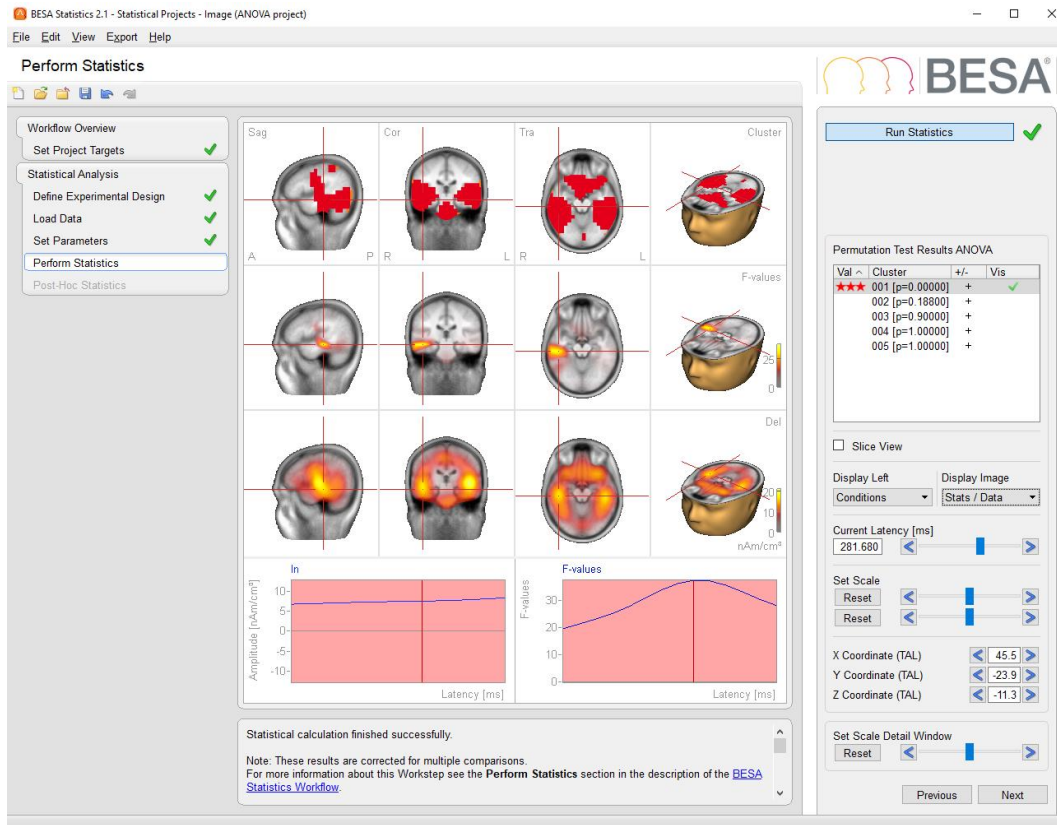 BESA Statistics 2.1 - Statistical Projects - Image (ANOVA project)
File Edit View Export Help
Perform Statistics
BESA®
Workflow Overview
Set Project Targets
Statistical Analysis
Define Experimental Design
Load Data
Set Parameters
Perform Statistics
Post-Hoc Statistics
Sag Cor Tra Cluster
A P R L R L
F-values
25
0
Del
20
10
0
nAm/cm³
In
Amplitude [nAm/cm³]
10
5
0
-5
-10
Latency [ms]
F-values
F-values
30
20
10
0
Latency [ms]
Statistical calculation finished successfully.
Note: These results are corrected for multiple comparisons.
For more information about this Workstep see the Perform Statistics section in the description of the BESA
Statistics Workflow.
Run Statistics
Permutation Test Results ANOVA
Val Cluster +/- Vis
★★★ 001 [p=0.00000] +
002 [p=0.18800] +
003 [p=0.90000] +
004 [p=1.00000] +
005 [p=1.00000] +
Slice View
Display Left Display Image
Conditions Stats / Data
Current Latency [ms]
281.680
Set Scale
Reset
Reset
X Coordinate (TAL) 45.5
Y Coordinate (TAL) -23.9
Z Coordinate (TAL) -11.3
Set Scale Detail Window
Reset
Previous Next